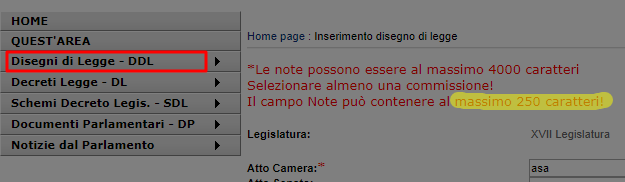 HOME
QUEST'AREA
Disegni di Legge - DDL
Decreti Legge - DL
Schemi Decreto Legis. - SDL
Documenti Parlamentari - DP
Notizie dal Parlamento
Home page : Inserimento disegno di legge
*Le note possono essere al massimo 4000 caratteri
Selezionare almeno una commissione!
Il campo Note può contenere al massimo 250 caratteri!
Legislatura: XVII Legislatura
Atto Camera:* asa
Atto Senato: